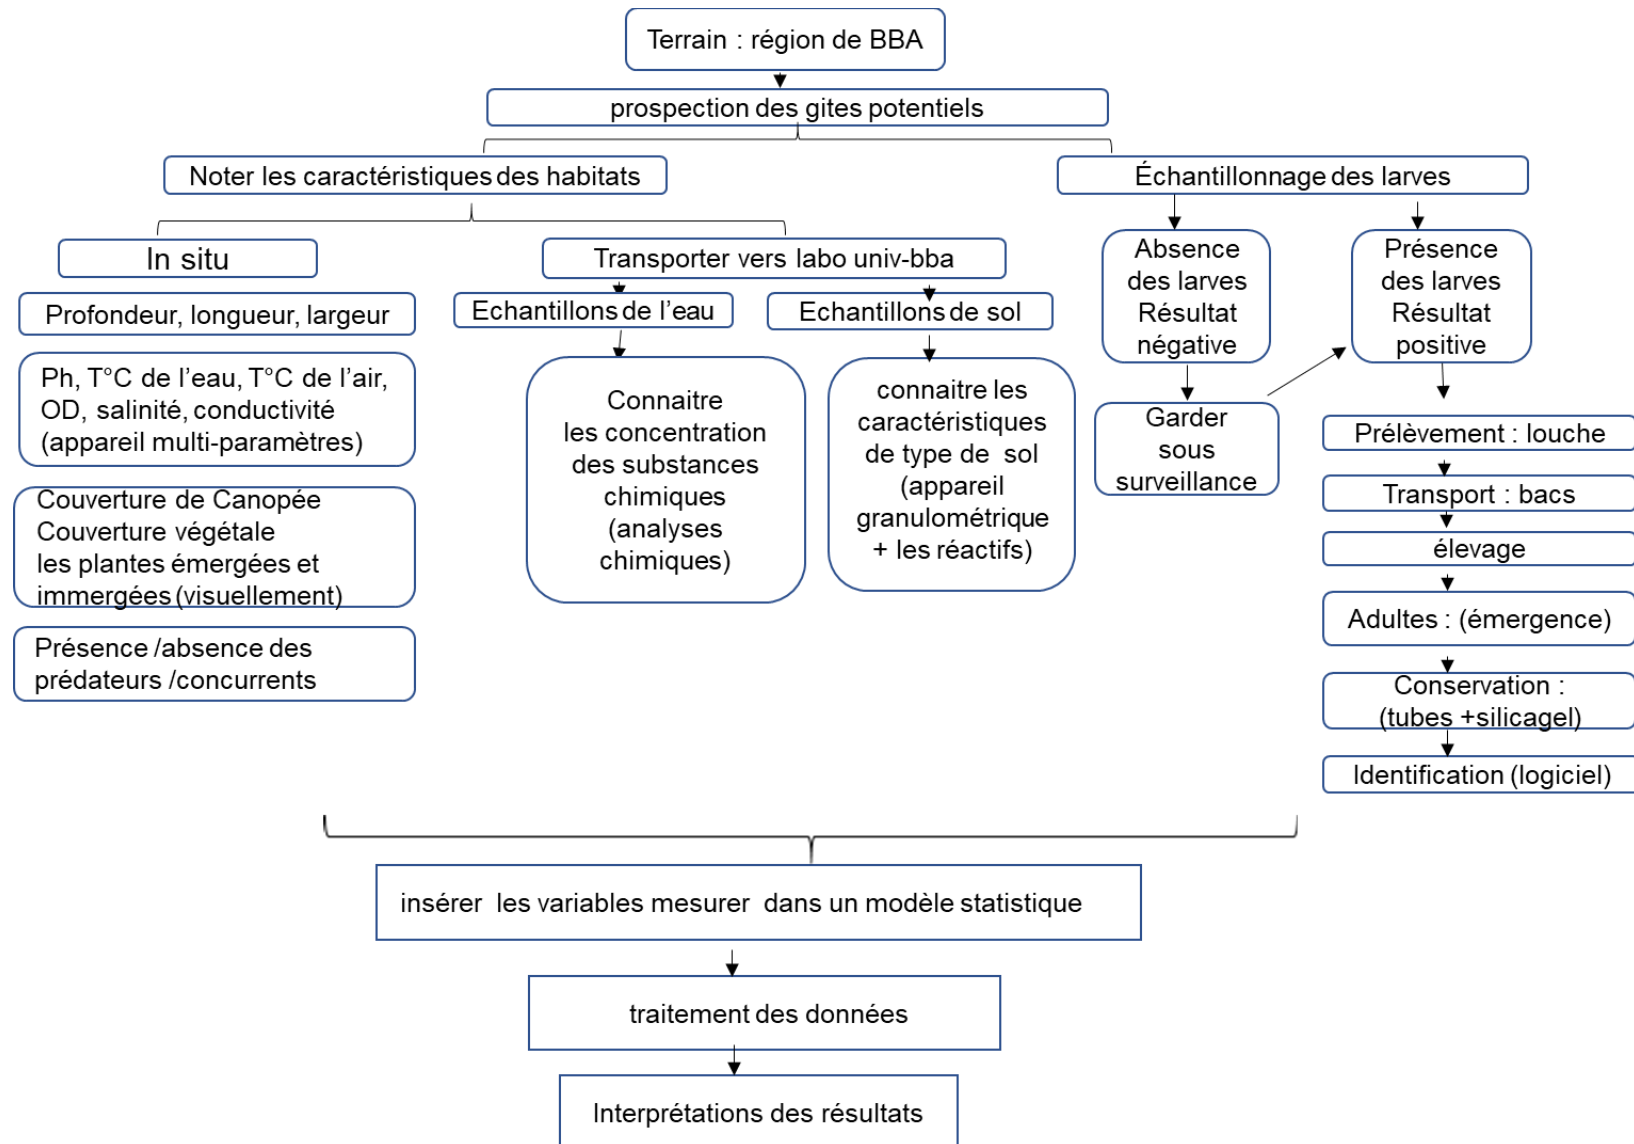 Terrain : région de BBA
prospection des gites potentiels
Noter les caractéristiques des habitats
Échantillonnage des larves
In situ
Transporter vers labo univ-bba
Absence
des larves
Résultat
négative
Présence
des larves
Résultat
positive
Profondeur, longueur, largeur
Echantillons de l'eau
Echantillons de sol
Ph, T°C de l'eau, T°C de l'air,
OD, salinité, conductivité
(appareil multi-paramètres)
Connaitre
les concentration
des substances
chimiques
(analyses
chimiques)
connaitre les
caractéristiques
de type de sol
(appareil
granulométrique
+ les réactifs)
Garder
sous
surveillance
Prélèvement : louche
Transport : bacs
élevage
Couverture de Canopée
Couverture végétale
les plantes émergées et
immergées (visuellement)
Adultes : (émergence)
Présence /absence des
prédateurs /concurrents
Conservation :
(tubes +silicagel)
Identification (logiciel)
insérer les variables mesurer dans un modèle statistique
traitement des données
Interprétations des résultats